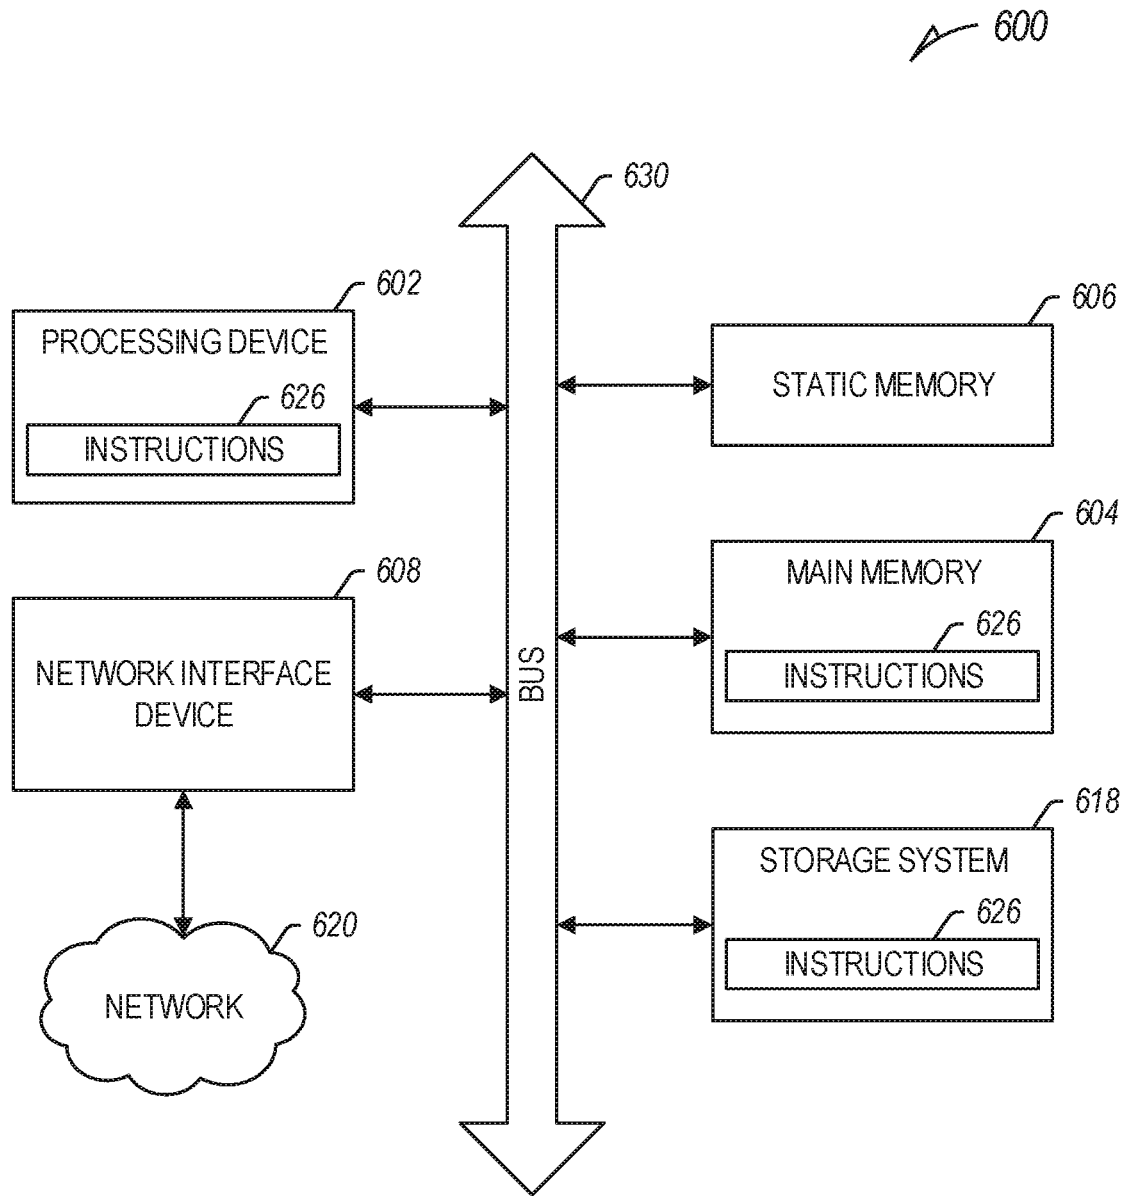 600
630
602
PROCESSING DEVICE
626
INSTRUCTIONS
606
STATIC MEMORY
604
MAIN MEMORY
626
INSTRUCTIONS
608
NETWORK INTERFACE
DEVICE
BUS
618
STORAGE SYSTEM
626
INSTRUCTIONS
620
NETWORK